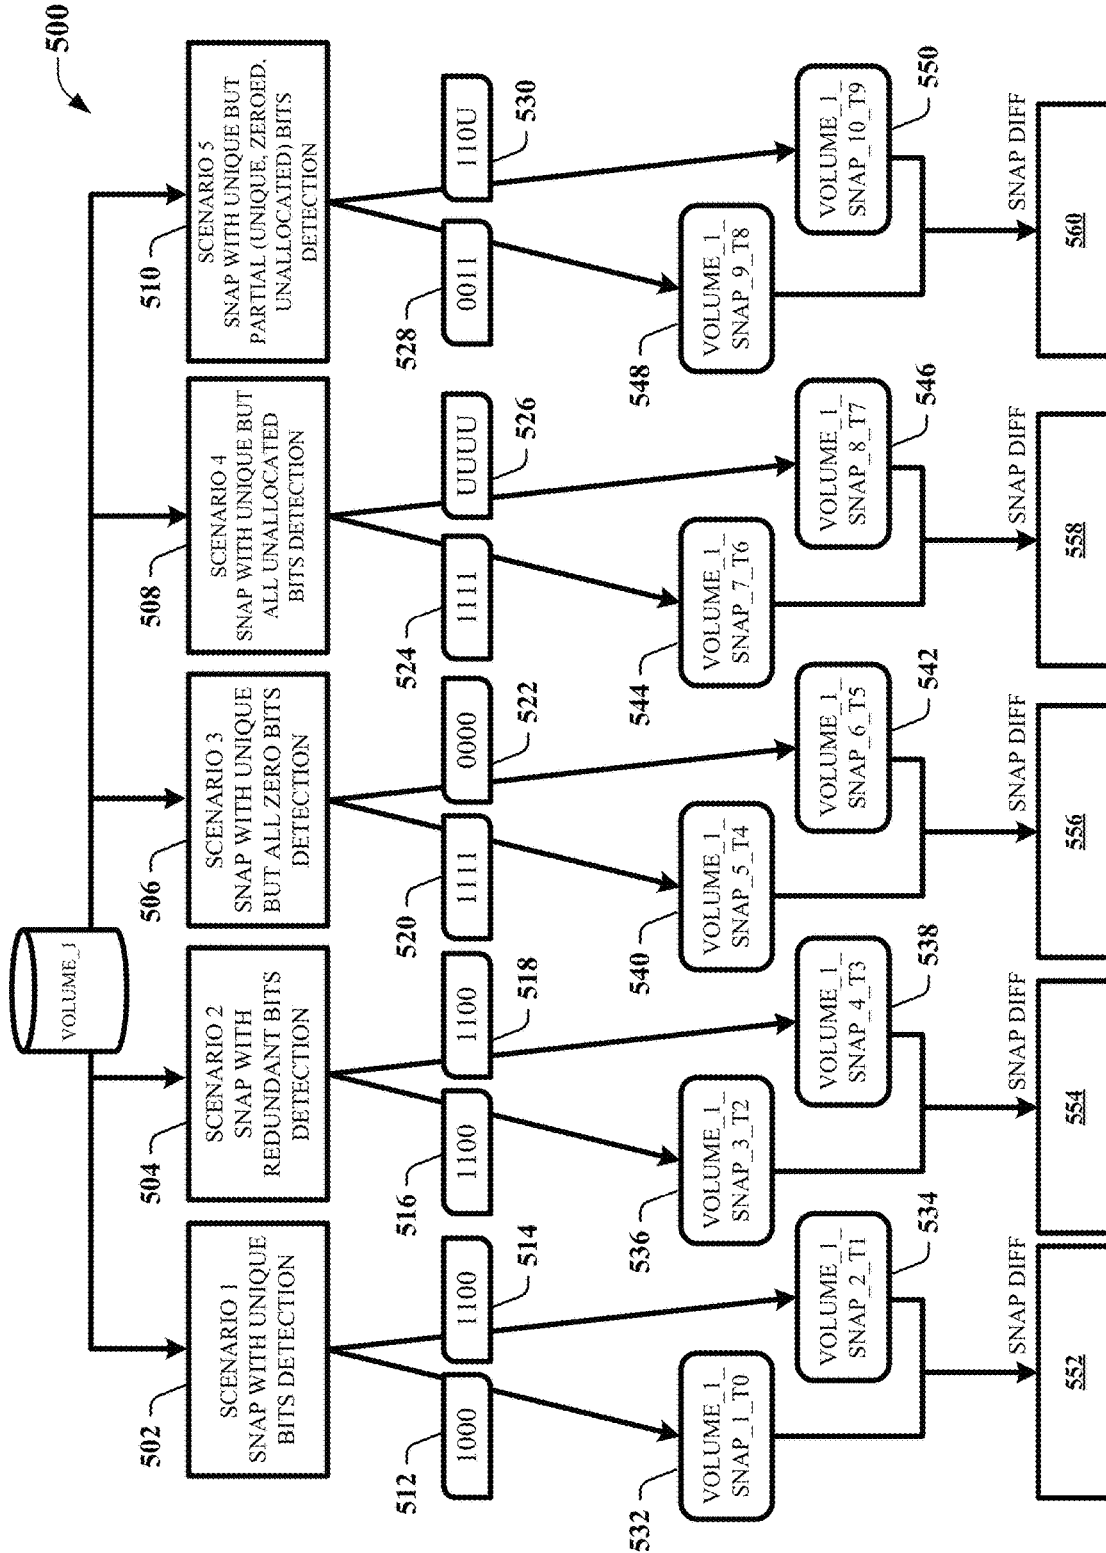 500
VOLUME_1
502
SCENARIO 1
SNAP WITH UNIQUE
BITS DETECTION
504
SCENARIO 2
SNAP WITH
REDUNDANT BITS
DETECTION
506
SCENARIO 3
SNAP WITH UNIQUE
BUT ALL ZERO BITS
DETECTION
508
SCENARIO 4
SNAP WITH UNIQUE BUT
ALL UNALLOCATED
BITS DETECTION
510
SCENARIO 5
SNAP WITH UNIQUE BUT
PARTIAL (UNIQUE, ZEROED,
UNALLOCATED) BITS
DETECTION
512
1000
1100
514
516
1100
1100
518
520
1111
0000
522
524
1111
UUUU
526
528
0011
110U
530
532
VOLUME_1_
SNAP_1_T0
VOLUME_1_
SNAP_2_T1
534
536
VOLUME_1_
SNAP_3_T2
VOLUME_1_
SNAP_4_T3
538
540
VOLUME_1_
SNAP_5_T4
VOLUME_1_
SNAP_6_T5
542
544
VOLUME_1_
SNAP_7_T6
VOLUME_1_
SNAP_8_T7
546
548
VOLUME_1_
SNAP_9_T8
VOLUME_1_
SNAP_10_T9
550
SNAP DIFF
552
SNAP DIFF
554
SNAP DIFF
556
SNAP DIFF
558
SNAP DIFF
560